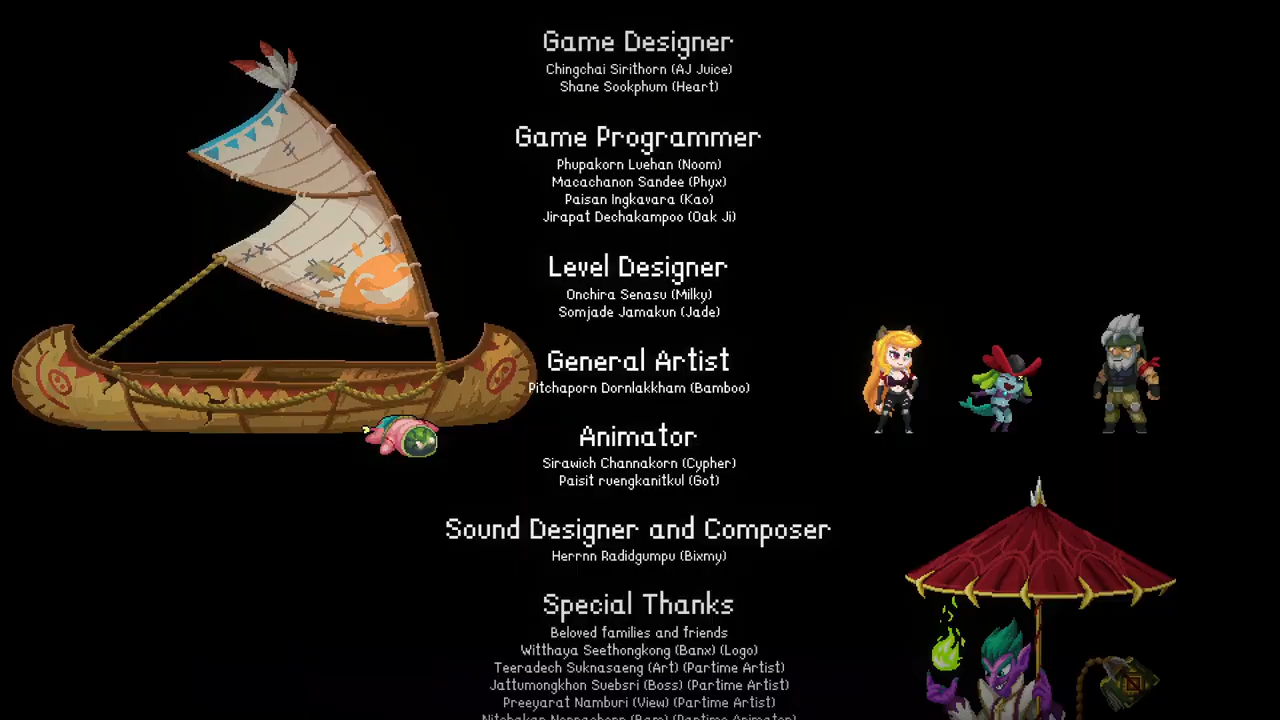 Game Designer
Chingchai Sirithorn (AJ Juice)
Shane Sookphum (Heart)
Game Programmer
Phupakorn Luehan (Noom)
Macachanon Sandee (Phyx)
Paisan Ingkavara (Kao)
Jirapat Dechakampoo (Oak Ji)
Level Designer
Onchira Senasu (Milky)
Somjade Jamakun (Jade)
General Artist
Pitchaporn Dornlakkham (Bamboo)
Animator
Sirawich Channakorn (Cypher)
Paisit ruengkanitkul (Got)
Sound Designer and Composer
Herrnn Radidgumpu (Bixmy)
Special Thanks
Beloved families and friends
Witthaya Seethongkong (Banx) (Logo)
Teeradech Suknasaeng (Art) (Partime Artist)
Jattumongkhon Suebsri (Boss) (Partime Artist)
Preeyarat Namburi (View) (Partime Artist)